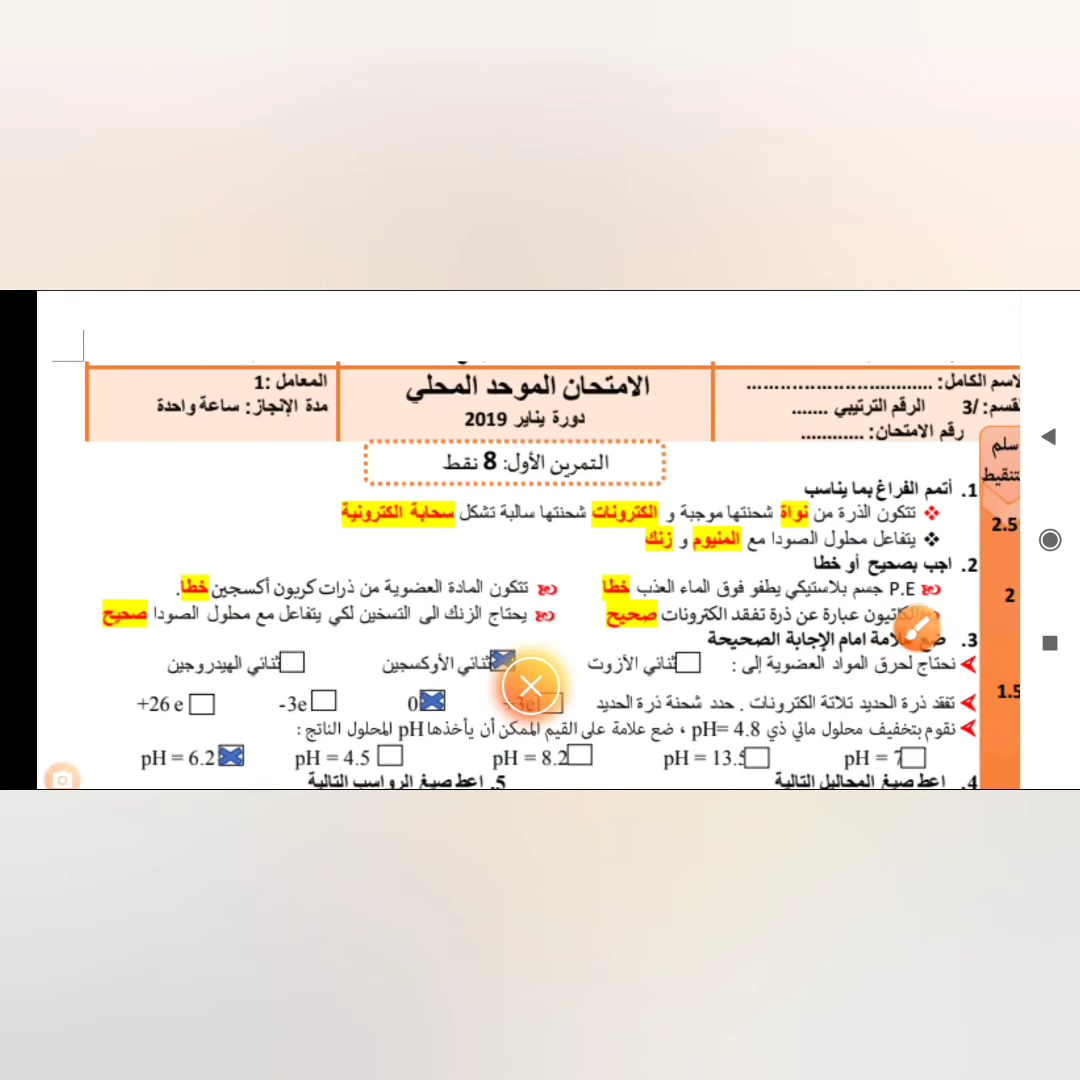 الاسم الكامل: ................................
القسم: /3 الرقم الترتيبي .......
رقم الامتحان: ............
الامتحان الموحد المحلي
دورة يناير 2019
المعامل :1
مدة الإنجاز: ساعة واحدة
سلم
التنقيط
التمرين الأول: 8 نقط
1. أتمم الفراغ بما يناسب
2.5
❖ تتكون الذرة من نواة شحنتها موجبة و الكترونات شحنتها سالبة تشكل سحابة الكترونية
❖ يتفاعل محلول الصودا مع المنيوم و زنك
2. اجب بصحيح أو خطا
2
P.E جسم بلاستيكي يطفو فوق الماء العذب خطا
تتكون المادة العضوية من ذرات كربون أكسجين خطا.
الكاتيون عبارة عن ذرة تفقد الكترونات صحيح
يحتاج الزنك الى التسخين لكي يتفاعل مع محلول الصودا صحيح
3. ضع علامة امام الإجابة الصحيحة
نحتاج لحرق المواد العضوية إلى : ثنائي الآزوت ثنائي الأوكسجين ثنائي الهيدروجين
1.5
تفقد ذرة الحديد تلاتة الكترونات . حدد شحنة ذرة الحديد +3e 0 -3e +26 e
نقوم بتخفيف محلول مائي ذي pH= 4.8 ، ضع علامة على القيم الممكن أن يأخذها pH المحلول الناتج :
pH = 7 pH = 13.5 pH = 8.2 pH = 4.5 pH = 6.2
4. اعط صيغ المحاليل التالية
5. اعط صيغ الرواسب التالية